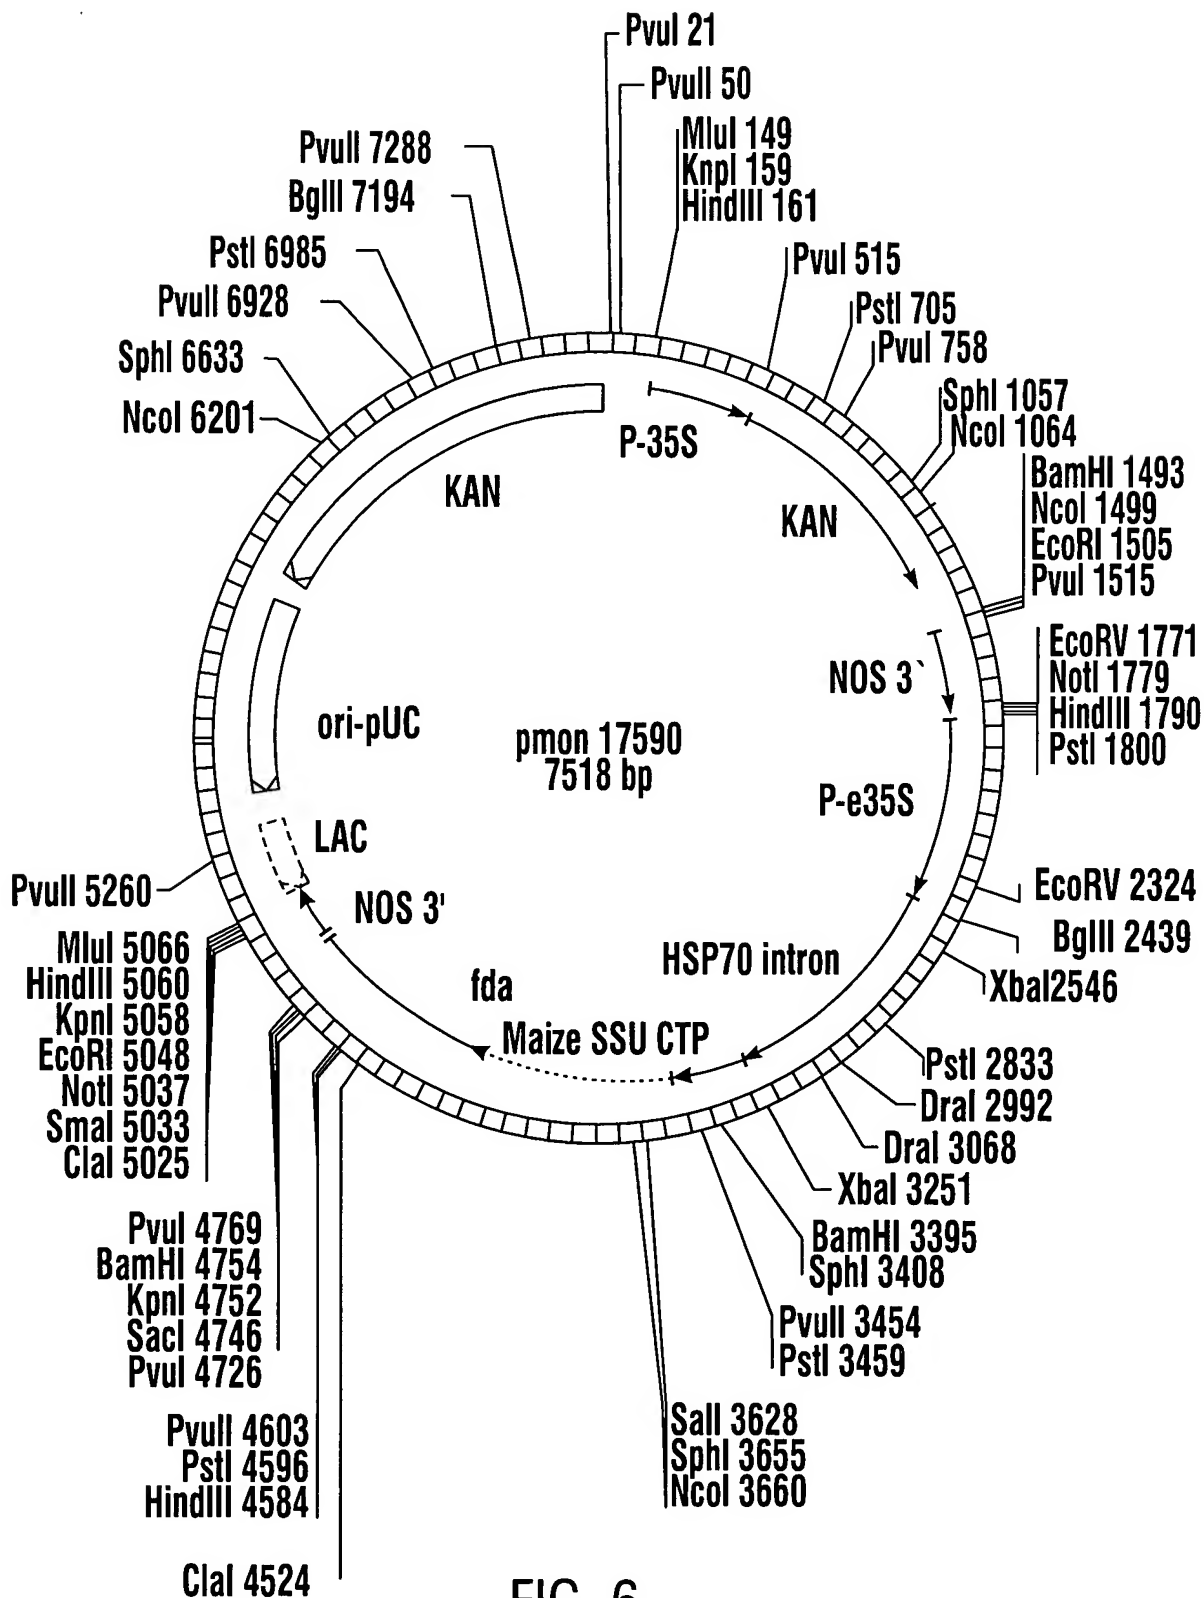 PvuI 21
PvuII 50
MluI 149
KnpI 159
HindIII 161
PvuI 515
PstI 705
PvuI 758
SphI 1057
NcoI 1064
BamHI 1493
NcoI 1499
EcoRI 1505
PvuI 1515
EcoRV 1771
NotI 1779
HindIII 1790
PstI 1800
EcoRV 2324
BglII 2439
XbaI2546
PstI 2833
DraI 2992
DraI 3068
XbaI 3251
BamHI 3395
SphI 3408
PvuII 3454
PstI 3459
SalI 3628
SphI 3655
NcoI 3660
PvuII 7288
BglII 7194
PstI 6985
PvuII 6928
SphI 6633
NcoI 6201
PvuII 5260
MluI 5066
HindIII 5060
KpnI 5058
EcoRI 5048
NotI 5037
SmaI 5033
ClaI 5025
PvuI 4769
BamHI 4754
KpnI 4752
SacI 4746
PvuI 4726
PvuII 4603
PstI 4596
HindIII 4584
ClaI 4524
P-35S
KAN
KAN
NOS 3`
ori-pUC
pmon 17590
7518 bp
P-e35S
LAC
NOS 3'
HSP70 intron
fda
Maize SSU CTP
FIG. 6